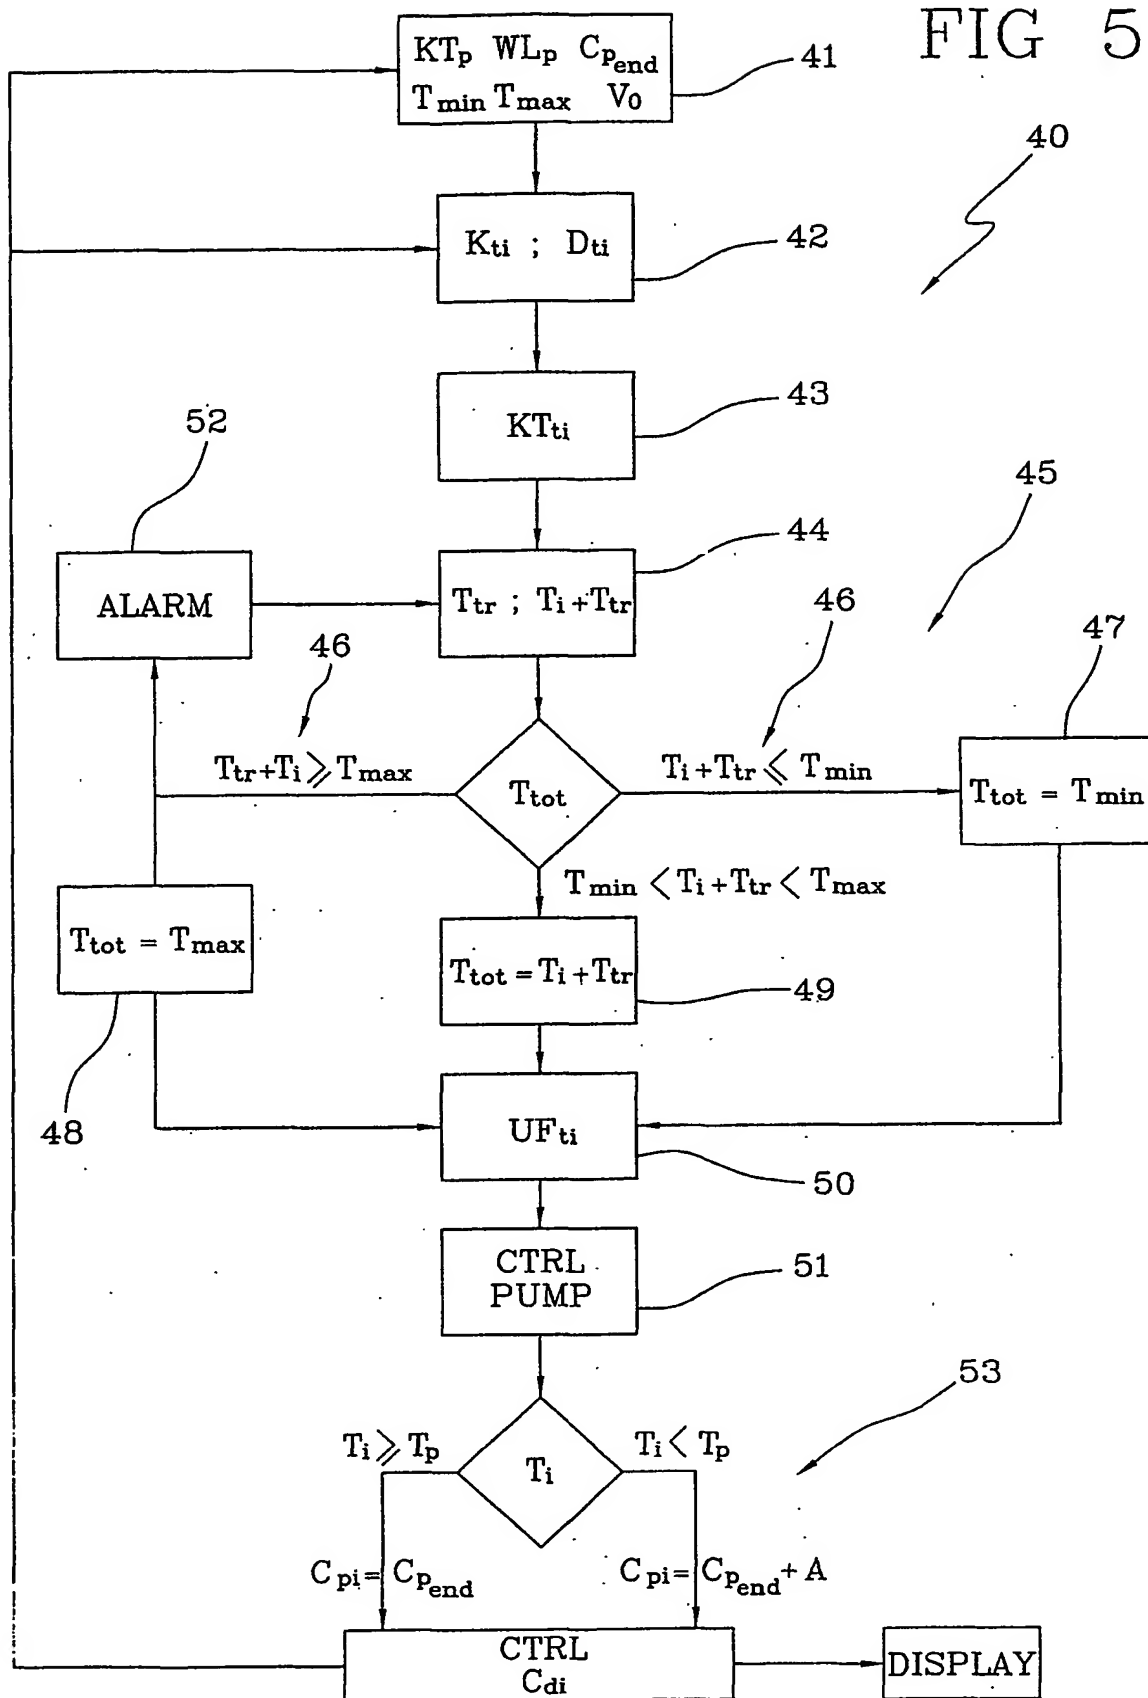 FIG 5
KTp WLp Cpend
Tmin Tmax V0
41
40
Kti ; Dti
42
KTti
43
52
45
44
ALARM
Ttr ; Ti+Ttr
46
46
47
Ttr+Ti⩾Tmax
Ti+Ttr⩽Tmin
Ttot
Ttot = Tmin
Tmin<Ti+Ttr<Tmax
Ttot = Tmax
Ttot=Ti+Ttr
49
48
UFti
50
CTRL
PUMP
51
53
Ti⩾Tp
Ti<Tp
Ti
Cpi= Cpend
Cpi= Cpend+A
CTRL
Cdi
DISPLAY